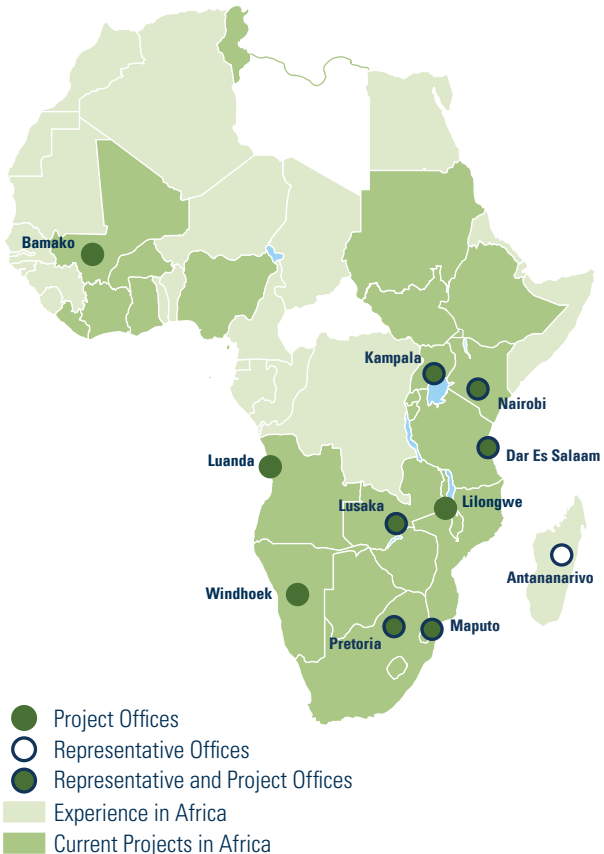 Bamako
Kampala
Nairobi
Dar Es Salaam
Luanda
Lilongwe
Lusaka
Antananarivo
Windhoek
Maputo
Pretoria
Project Offices
Representative Offices
Representative and Project Offices
Experience in Africa
Current Projects in Africa